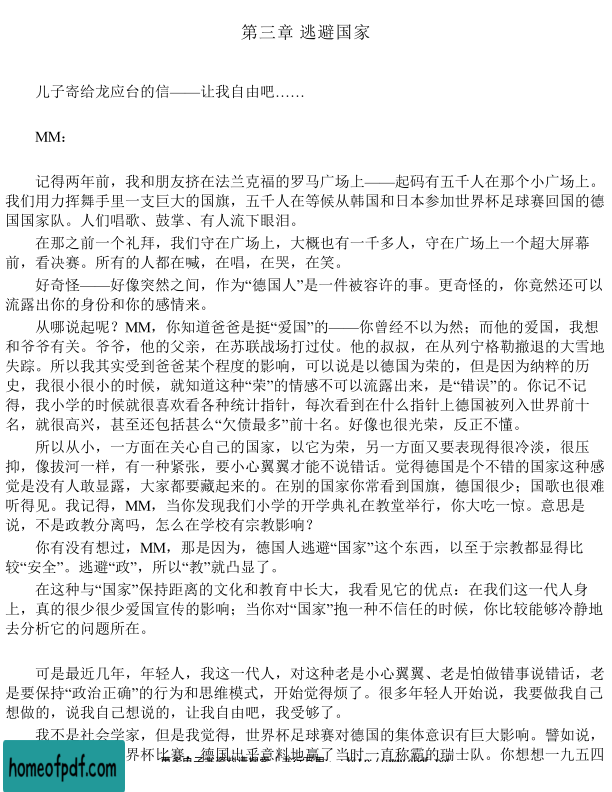 第三章 逃避国家
儿子寄给龙应台的信——让我自由吧……
MM：
记得两年前，我和朋友挤在法兰克福的罗马广场上——起码有五千人在那个小广场上。
我们用力挥舞手里一支巨大的国旗，五千人在等候从韩国和日本参加世界杯足球赛回国的德
国国家队。人们唱歌、鼓掌、有人流下眼泪。
在那之前一个礼拜，我们守在广场上，大概也有一千多人，守在广场上一个超大屏幕
前，看决赛。所有的人都在喊，在唱，在哭，在笑。
好奇怪——好像突然之间，作为“德国人”是一件被容许的事。更奇怪的，你竟然还可以
流露出你的身份和你的感情来。
从哪说起呢？MM，你知道爸爸是挺“爱国”的——你曾经不以为然；而他的爱国，我想
和爷爷有关。爷爷，他的父亲，在苏联战场打过仗。他的叔叔，在从列宁格勒撤退的大雪地
失踪。所以我其实受到爸爸某个程度的影响，可以说是以德国为荣的，但是因为纳粹的历
史，我很小很小的时候，就知道这种“荣”的情感不可以流露出来，是“错误”的。你记不记
得，我小学的时候就很喜欢看各种统计指针，每次看到在什么指针上德国被列入世界前十
名，就很高兴，甚至还包括甚么“欠债最多”前十名。好像也很光荣，反正不懂。
所以从小，一方面在关心自己的国家，以它为荣，另一方面又要表现得很冷淡，很压
抑，像拔河一样，有一种紧张，要小心翼翼才能不说错话。觉得德国是个不错的国家这种感
觉是没有人敢显露，大家都要藏起来的。在别的国家你常看到国旗，德国很少；国歌也很难
听得见。我记得，MM，当你发现我们小学的开学典礼在教堂举行，你大吃一惊。意思是
说，不是政教分离吗，怎么在学校有宗教影响？
你有没有想过，MM，那是因为，德国人逃避“国家”这个东西，以至于宗教都显得比
较“安全”。逃避“政”，所以“教”就凸显了。
在这种与“国家”保持距离的文化和教育中长大，我看见它的优点：在我们这一代人身
上，真的很少很少爱国宣传的影响；当你对“国家”抱一种不信任的时候，你比较能够冷静地
去分析它的问题所在。
可是最近几年，年轻人，我这一代人，对这种老是小心翼翼、老是怕做错事说错话，老
是要保持“政治正确”的行为和思维模式，开始觉得烦了。很多年轻人开始说，我要做我自己
想做的，说我自己想说的，让我自由吧，我受够了。
我不是社会学家，但是我觉得，世界杯足球赛对德国的集体意识有巨大影响。譬如说，
界杯比赛，德国出乎意料地赢了当时一直称霸的瑞士队。你想想一九五四
homeofpdf.com